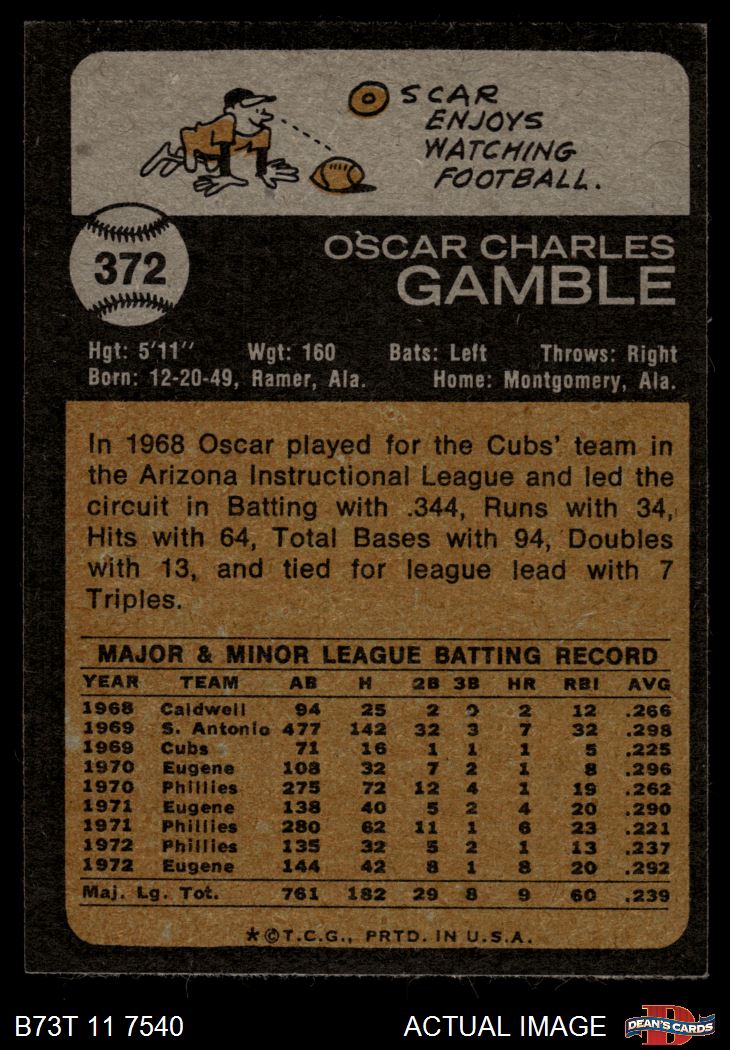 OSCAR
ENJOYS
WATCHING
FOOTBALL.
372
OSCAR CHARLES
GAMBLE
Hgt: 5'11" Wgt: 160 Bats: Left Throws: Right
Born: 12-20-49, Ramer, Ala. Home: Montgomery, Ala.
In 1968 Oscar played for the Cubs' team in
the Arizona Instructional League and led the
circuit in Batting with .344, Runs with 34,
Hits with 64, Total Bases with 94, Doubles
with 13, and tied for league lead with 7
Triples.
MAJOR & MINOR LEAGUE BATTING RECORD
YEAR TEAM AB H 2B 3B HR RBI AVG
1968 Caldwell 94 25 2 0 2 12 .266
1969 S. Antonio 477 142 32 3 7 32 .298
1969 Cubs 71 16 1 1 1 5 .225
1970 Eugene 108 32 7 2 1 8 .296
1970 Phillies 275 72 12 4 1 19 .262
1971 Eugene 138 40 5 2 4 20 .290
1971 Phillies 280 62 11 1 6 23 .221
1972 Phillies 135 32 5 2 1 13 .237
1972 Eugene 144 42 8 1 8 20 .292
Maj. Lg. Tot. 761 182 29 8 9 60 .239
*©T.C.G., PRTD. IN U.S.A.
B73T 11 7540 ACTUAL IMAGE
D
DEAN'S CARDS